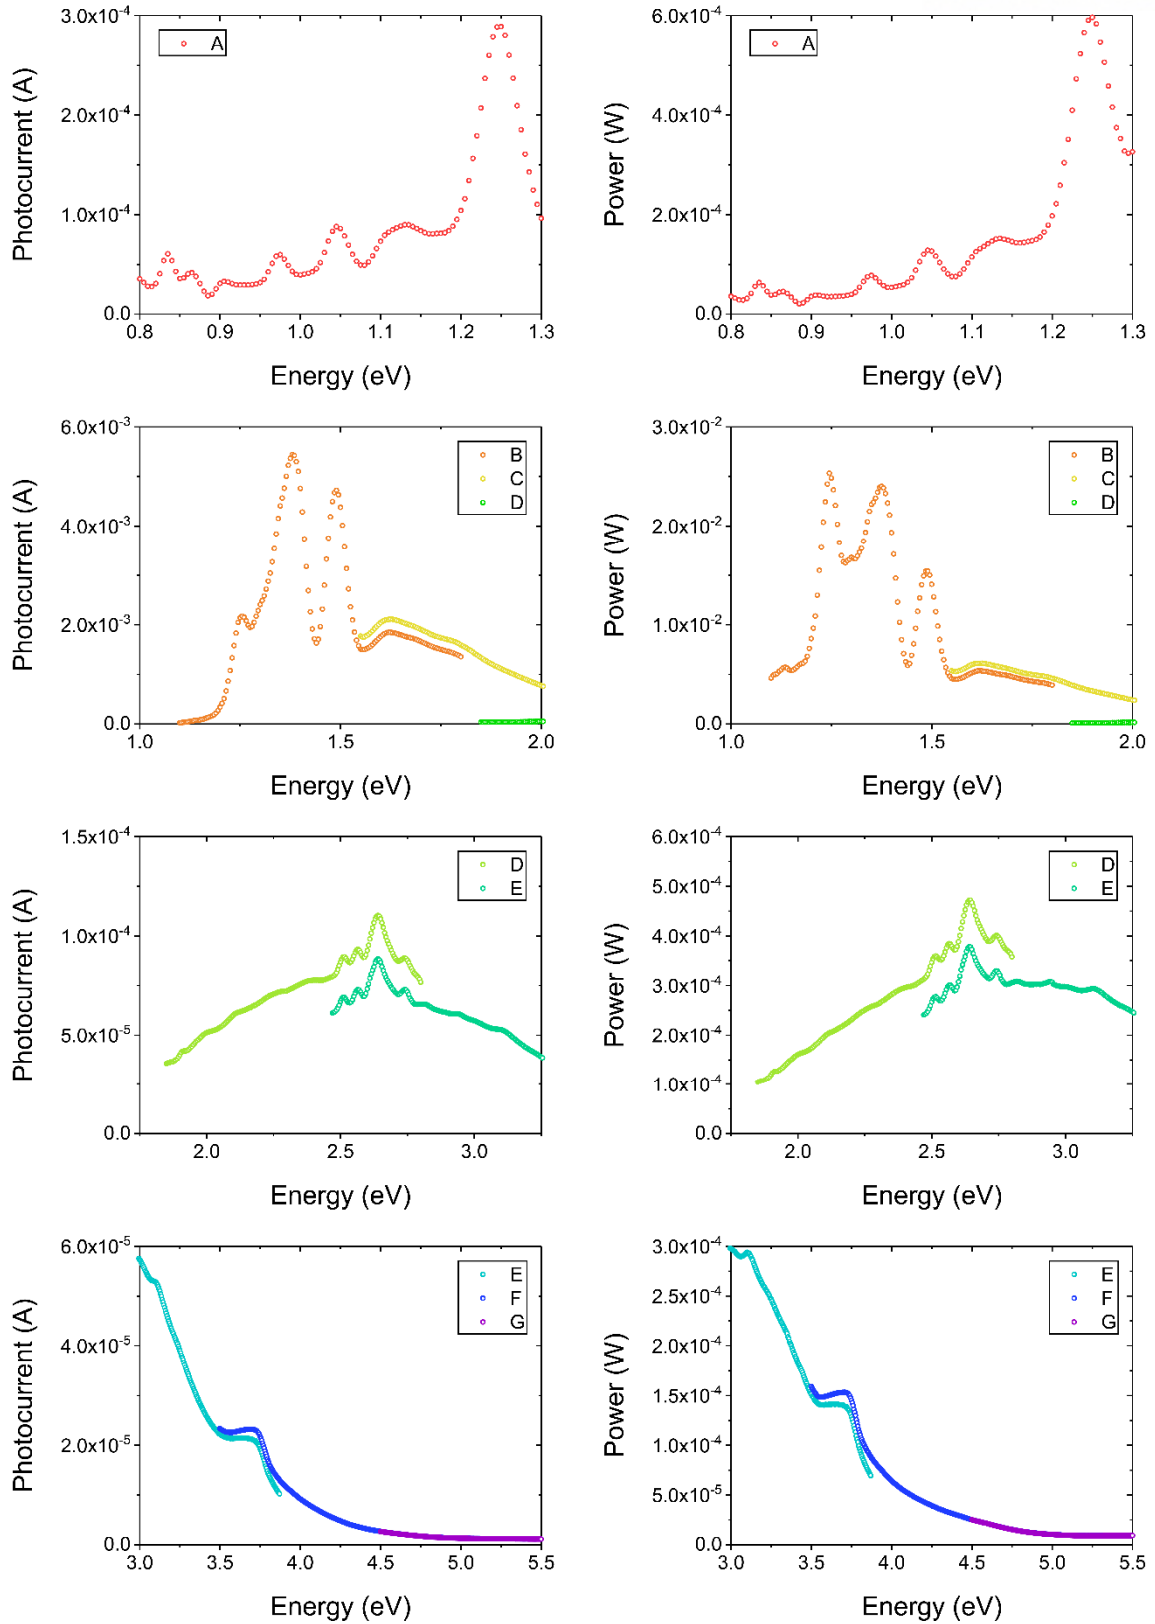 3.0x10⁻⁴
2.0x10⁻⁴
1.0x10⁻⁴
0.0
Photocurrent (A)
A
0.8 0.9 1.0 1.1 1.2 1.3
Energy (eV)
6.0x10⁻⁴
4.0x10⁻⁴
2.0x10⁻⁴
0.0
Power (W)
A
0.8 0.9 1.0 1.1 1.2 1.3
Energy (eV)
6.0x10⁻³
4.0x10⁻³
2.0x10⁻³
0.0
Photocurrent (A)
B
C
D
1.0 1.5 2.0
Energy (eV)
3.0x10⁻²
2.0x10⁻²
1.0x10⁻²
0.0
Power (W)
B
C
D
1.0 1.5 2.0
Energy (eV)
1.5x10⁻⁴
1.0x10⁻⁴
5.0x10⁻⁵
0.0
Photocurrent (A)
D
E
2.0 2.5 3.0
Energy (eV)
6.0x10⁻⁴
5.0x10⁻⁴
4.0x10⁻⁴
3.0x10⁻⁴
2.0x10⁻⁴
1.0x10⁻⁴
0.0
Power (W)
D
E
2.0 2.5 3.0
Energy (eV)
6.0x10⁻⁵
4.0x10⁻⁵
2.0x10⁻⁵
0.0
Photocurrent (A)
E
F
G
3.0 3.5 4.0 4.5 5.0 5.5
Energy (eV)
3.0x10⁻⁴
2.5x10⁻⁴
2.0x10⁻⁴
1.5x10⁻⁴
1.0x10⁻⁴
5.0x10⁻⁵
0.0
Power (W)
E
F
G
3.0 3.5 4.0 4.5 5.0 5.5
Energy (eV)